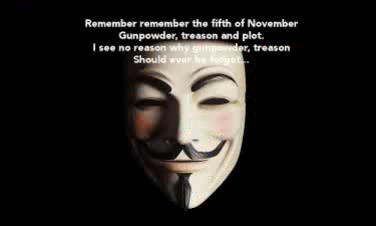 Remember remember the fifth of November
Gunpowder, treason and plot.
I see no reason why gunpowder, treason
Should ever be forgot...